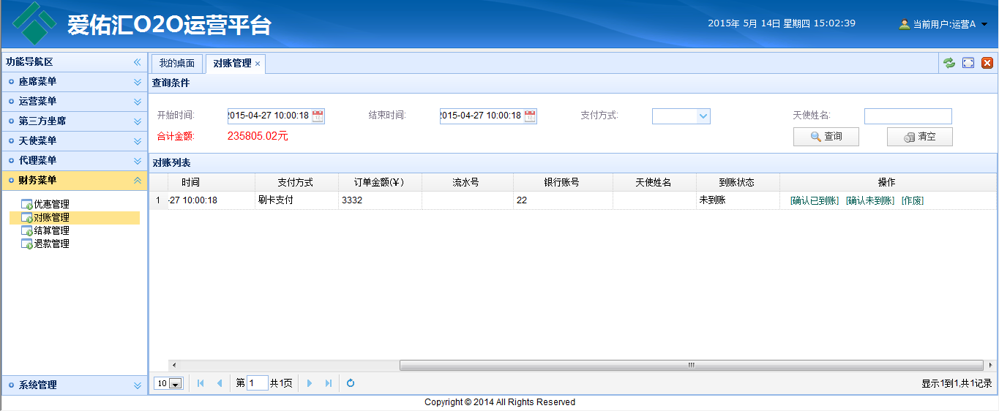 爱佑汇O2O运营平台
2015年 5月 14日 星期四 15:02:39
当前用户:运营A
功能导航区
座席菜单
运营菜单
第三方坐席
天使菜单
代理菜单
财务菜单
优惠管理
对账管理
结算管理
退款管理
系统管理
我的桌面 对账管理
查询条件
开始时间: 2015-04-27 10:00:18 结束时间: 2015-04-27 10:00:18 支付方式: 天使姓名:
合计金额: 235805.02元 查询 清空
对账列表
时间 支付方式 订单金额(¥) 流水号 银行账号 天使姓名 到账状态 操作
1 -27 10:00:18 刷卡支付 3332 22 未到账 [确认已到账] [确认未到账] [作废]
10 第 1 共1页 显示1到1,共1记录
Copyright © 2014 All Rights Reserved